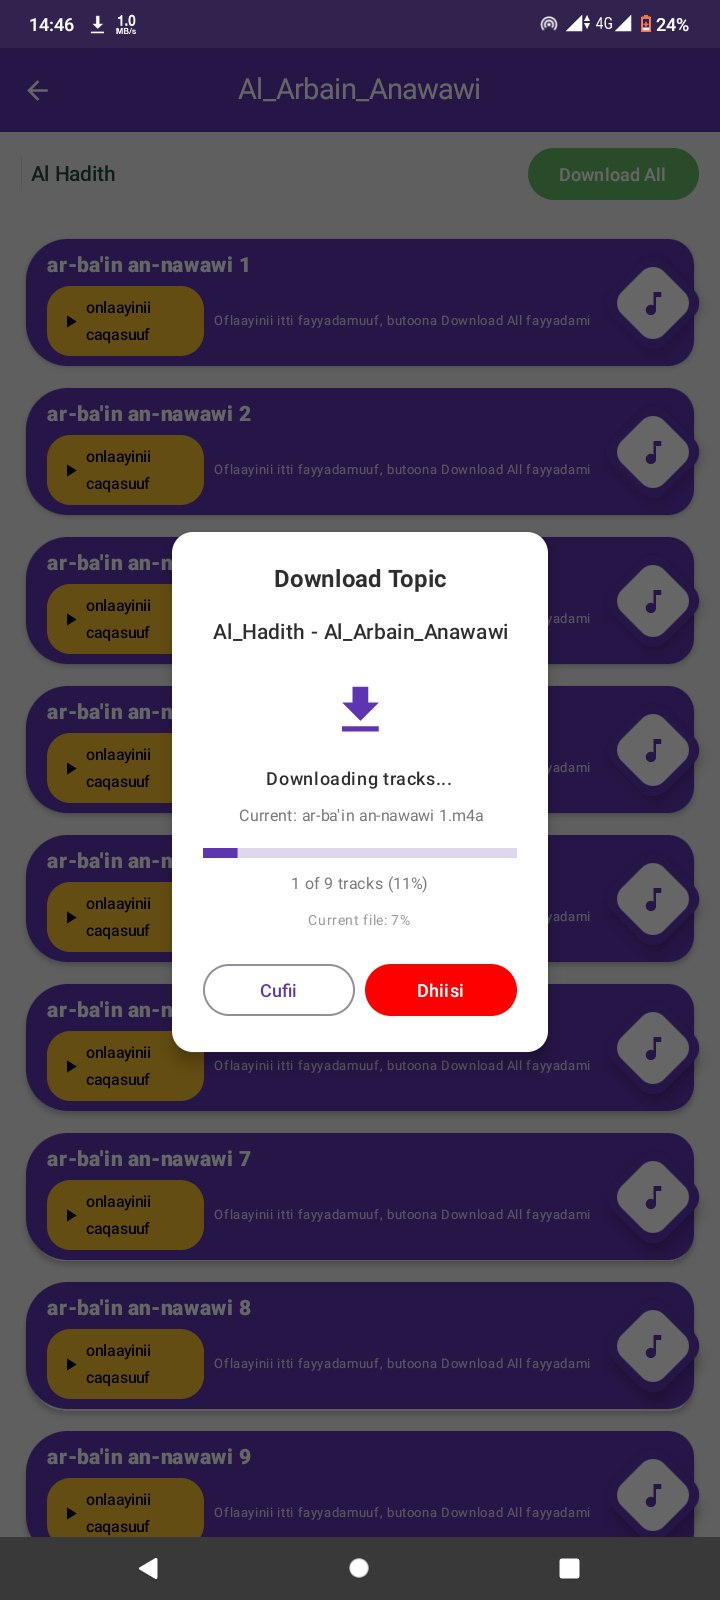 14:46
1.0
MB/s
4G
24%
Al_Arbain_Anawawi
Al Hadith
Download All
ar-ba'in an-nawawi 1
onlaayinii
caqasuuf
Oflaayinii itti fayyadamuuf, butoona Download All fayyadami
ar-ba'in an-nawawi 2
onlaayinii
caqasuuf
Oflaayinii itti fayyadamuuf, butoona Download All fayyadami
ar-ba'in an-n
onlaayinii
caqasuuf
yadami
ar-ba'in an-n
onlaayinii
caqasuuf
yadami
ar-ba'in an-n
onlaayinii
caqasuuf
yadami
ar-ba'in an-n
onlaayinii
caqasuuf
Oflaayinii itti fayyadamuuf, butoona Download All fayyadami
Download Topic
Al_Hadith - Al_Arbain_Anawawi
Downloading tracks...
Current: ar-ba'in an-nawawi 1.m4a
1 of 9 tracks (11%)
Current file: 7%
Cufii
Dhiisi
ar-ba'in an-nawawi 7
onlaayinii
caqasuuf
Oflaayinii itti fayyadamuuf, butoona Download All fayyadami
ar-ba'in an-nawawi 8
onlaayinii
caqasuuf
Oflaayinii itti fayyadamuuf, butoona Download All fayyadami
ar-ba'in an-nawawi 9
onlaayinii
caqasuuf
Oflaayinii itti fayyadamuuf, butoona Download All fayyadami